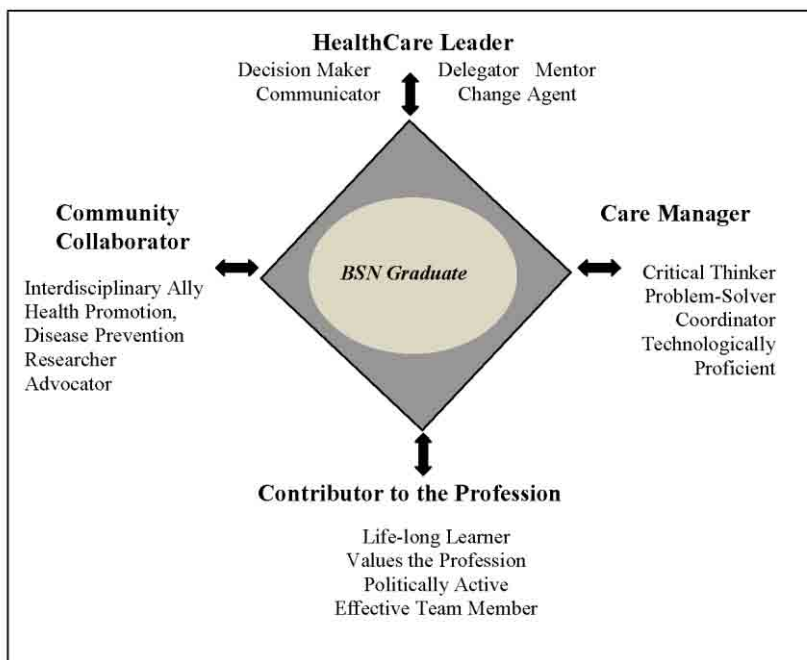 HealthCare Leader
Decision Maker Delegator Mentor
Communicator Change Agent
Community
Collaborator
Interdisciplinary Ally
Health Promotion,
Disease Prevention
Researcher
Advocator
BSN Graduate
Care Manager
Critical Thinker
Problem-Solver
Coordinator
Technologically
Proficient
Contributor to the Profession
Life-long Learner
Values the Profession
Politically Active
Effective Team Member